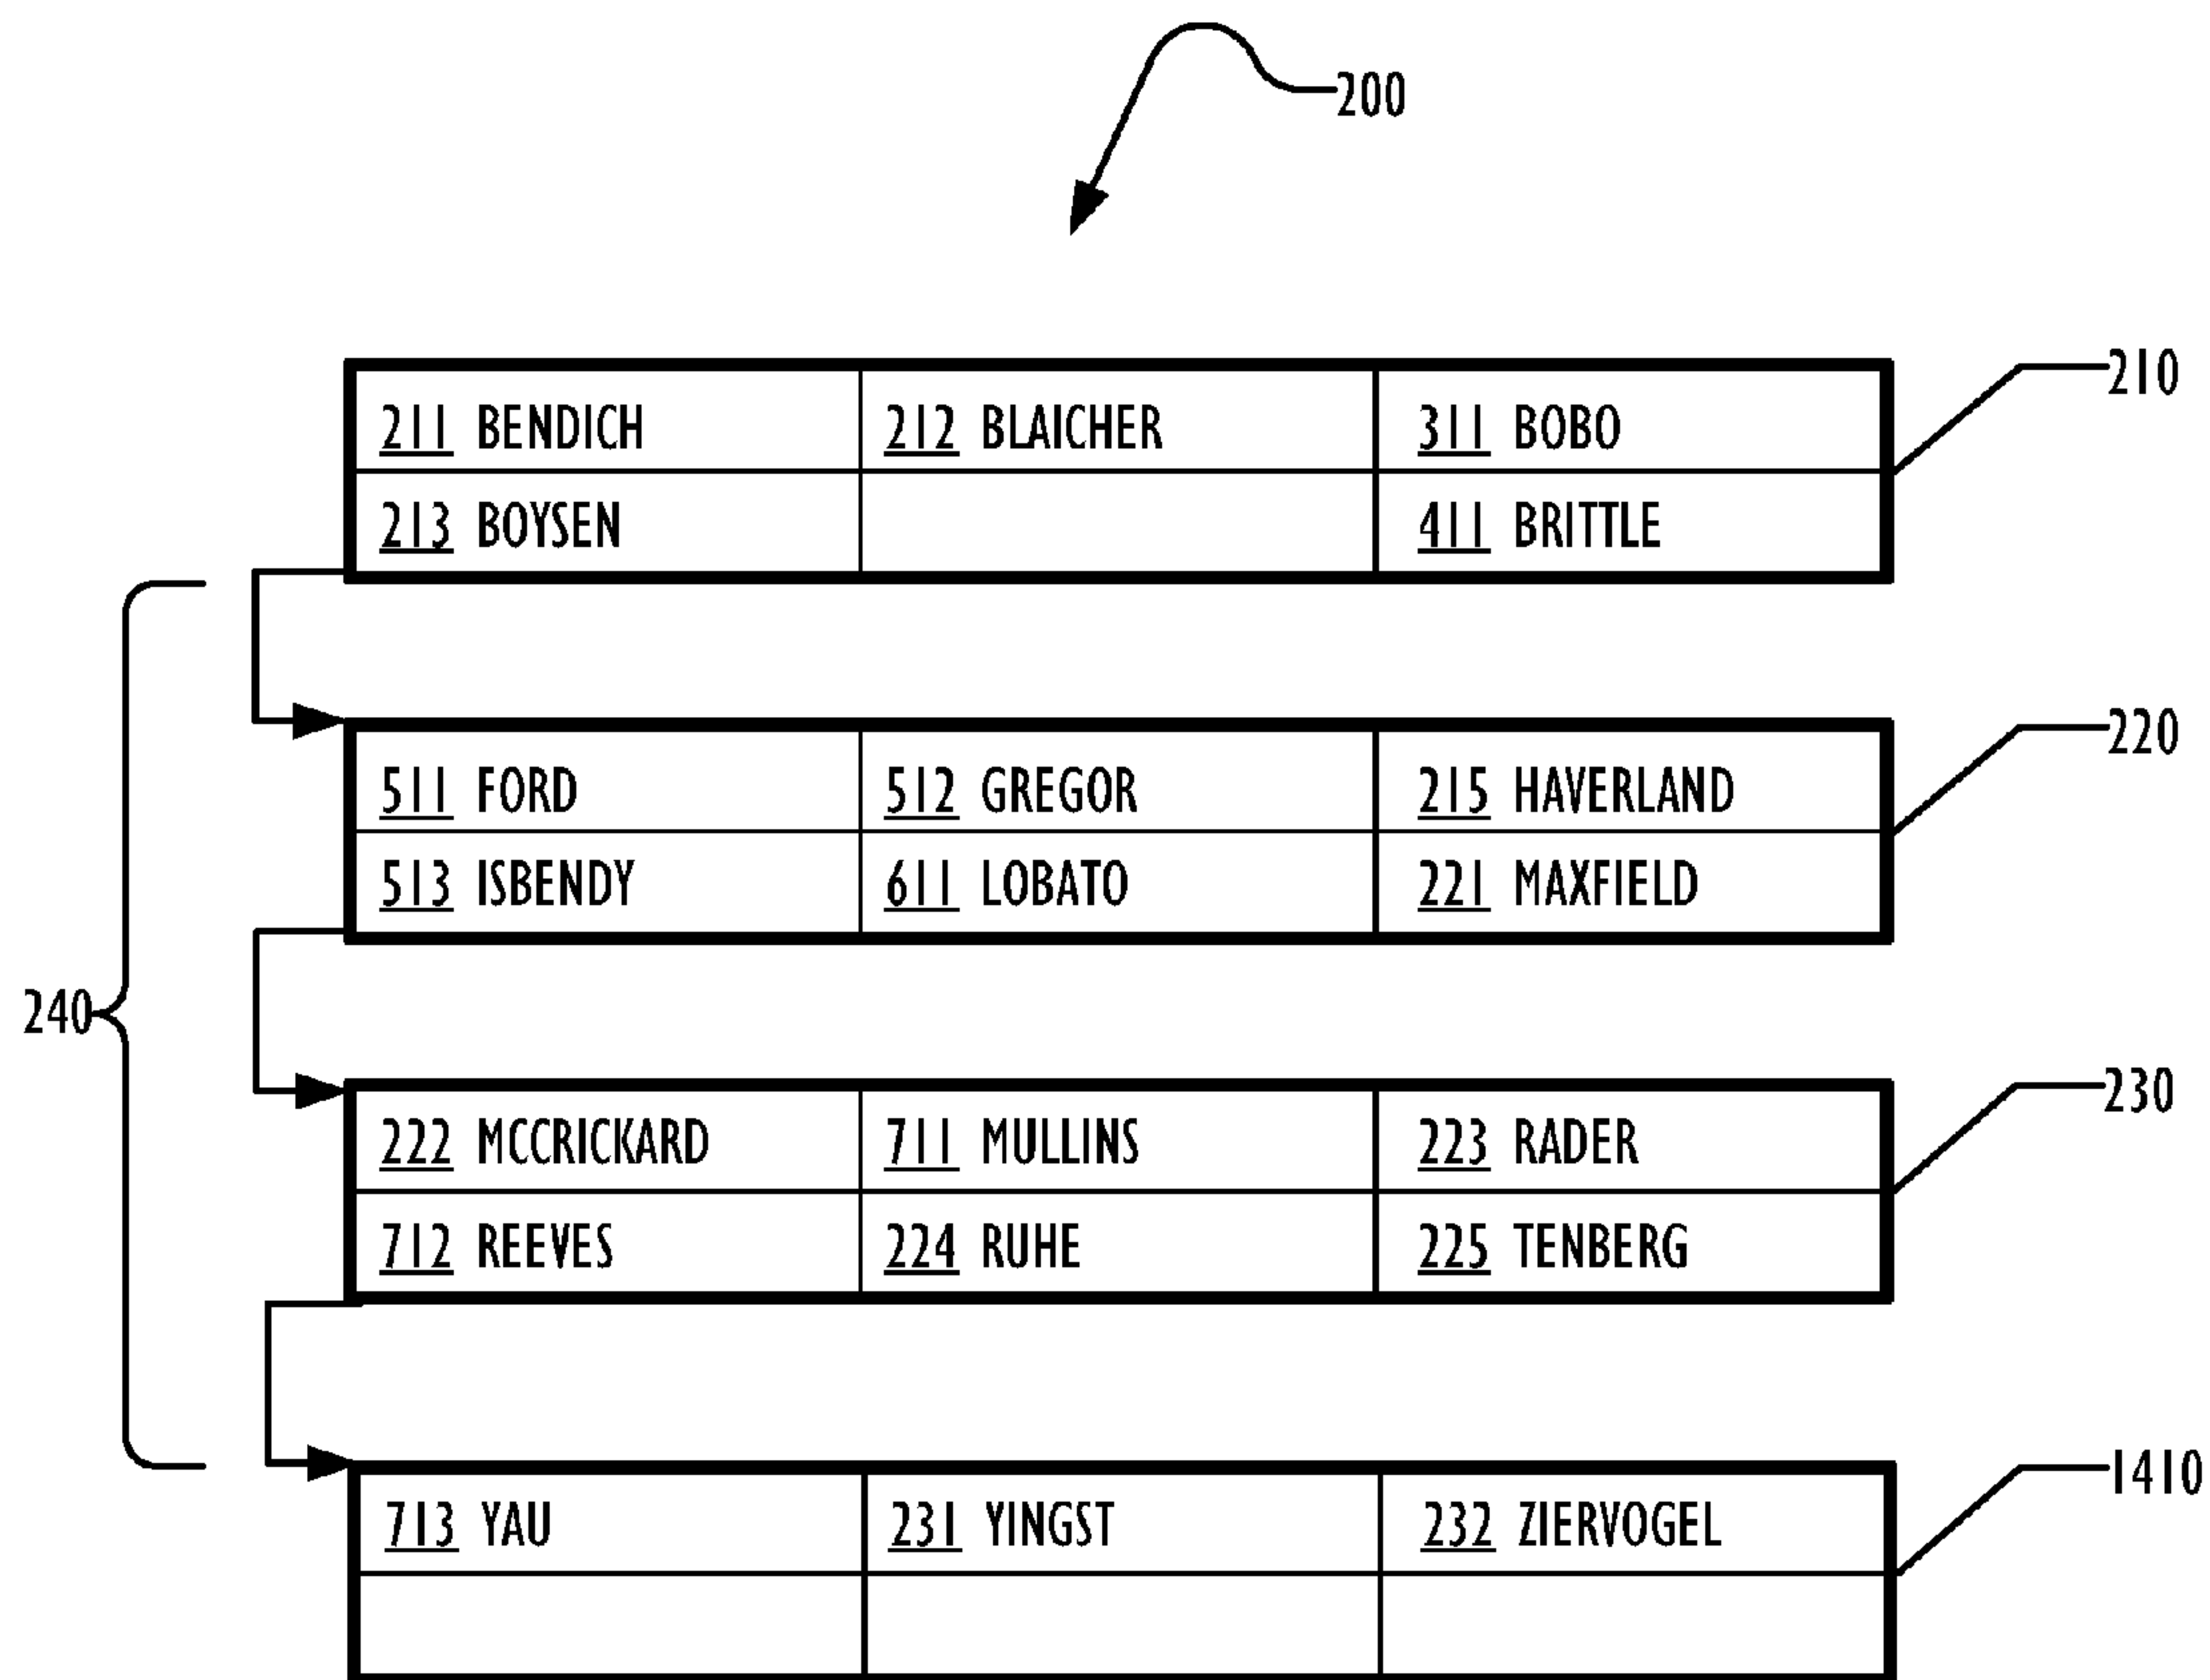 200
210
211 BENDICH 212 BLAICHER 311 BOBO
213 BOYSEN 411 BRITTLE
220
511 FORD 512 GREGOR 215 HAVERLAND
513 ISBENDY 611 LOBATO 221 MAXFIELD
240
230
222 MCCRICKARD 711 MULLINS 223 RADER
712 REEVES 224 RUHE 225 TENBERG
1410
713 YAU 231 YINGST 232 ZIERVOGEL